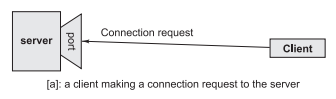 Connection request
server
port
Client
[a]: a client making a connection request to the server